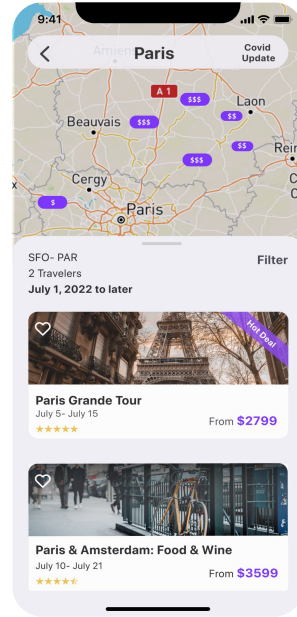 9:41
Amiens
Paris
Covid
Update
A 1
$$$
Laon
Beauvais
$$$
$$
$$
$$$
Cergy
$
Paris
SFO- PAR
Filter
2 Travelers
July 1, 2022 to later
Hot Deal
Paris Grande Tour
July 5- July 15
From $2799
Paris & Amsterdam: Food & Wine
July 10- July 21
From $3599